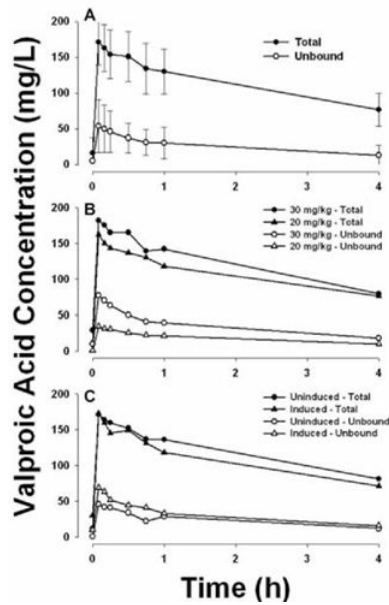 Valproic Acid Concentration (mg/L)
A
200
150
100
50
0
Total
Unbound
0
1
2
3
4
B
200
150
100
50
0
30 mg/kg - Total
20 mg/kg - Total
30 mg/kg - Unbound
20 mg/kg - Unbound
0
1
2
3
4
C
200
150
100
50
0
Uninduced - Total
Induced - Total
Uninduced - Unbound
Induced - Unbound
0
1
2
3
4
Time (h)